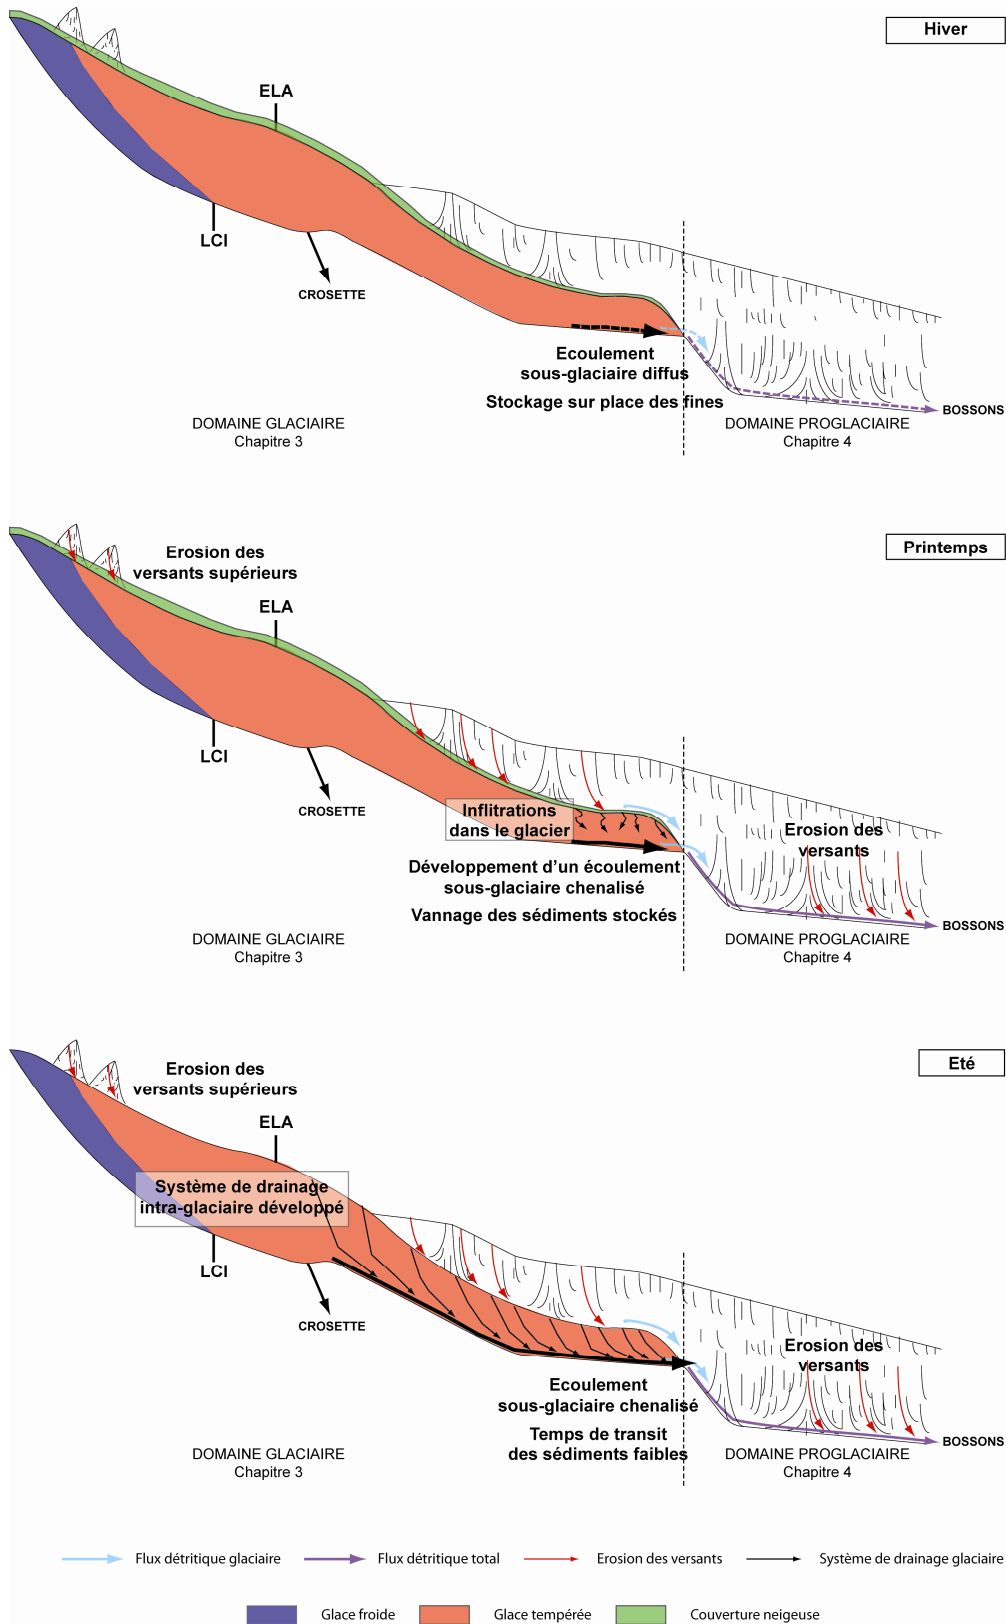 Hiver
ELA
LCI
CROSETTE
Ecoulement
sous-glaciaire diffus
Stockage sur place des fines
BOSSONS
DOMAINE GLACIAIRE
Chapitre 3
DOMAINE PROGLACIAIRE
Chapitre 4
Printemps
Erosion des
versants supérieurs
ELA
LCI
CROSETTE
Inflitrations
dans le glacier
Erosion des
versants
Développement d'un écoulement
sous-glaciaire chenalisé
Vannage des sédiments stockés
BOSSONS
DOMAINE GLACIAIRE
Chapitre 3
DOMAINE PROGLACIAIRE
Chapitre 4
Eté
Erosion des
versants supérieurs
ELA
Système de drainage
intra-glaciaire développé
LCI
CROSETTE
Erosion des
versants
Ecoulement
sous-glaciaire chenalisé
Temps de transit
des sédiments faibles
BOSSONS
DOMAINE GLACIAIRE
Chapitre 3
DOMAINE PROGLACIAIRE
Chapitre 4
Flux détritique glaciaire
Flux détritique total
Erosion des versants
Système de drainage glaciaire
Glace froide
Glace tempérée
Couverture neigeuse